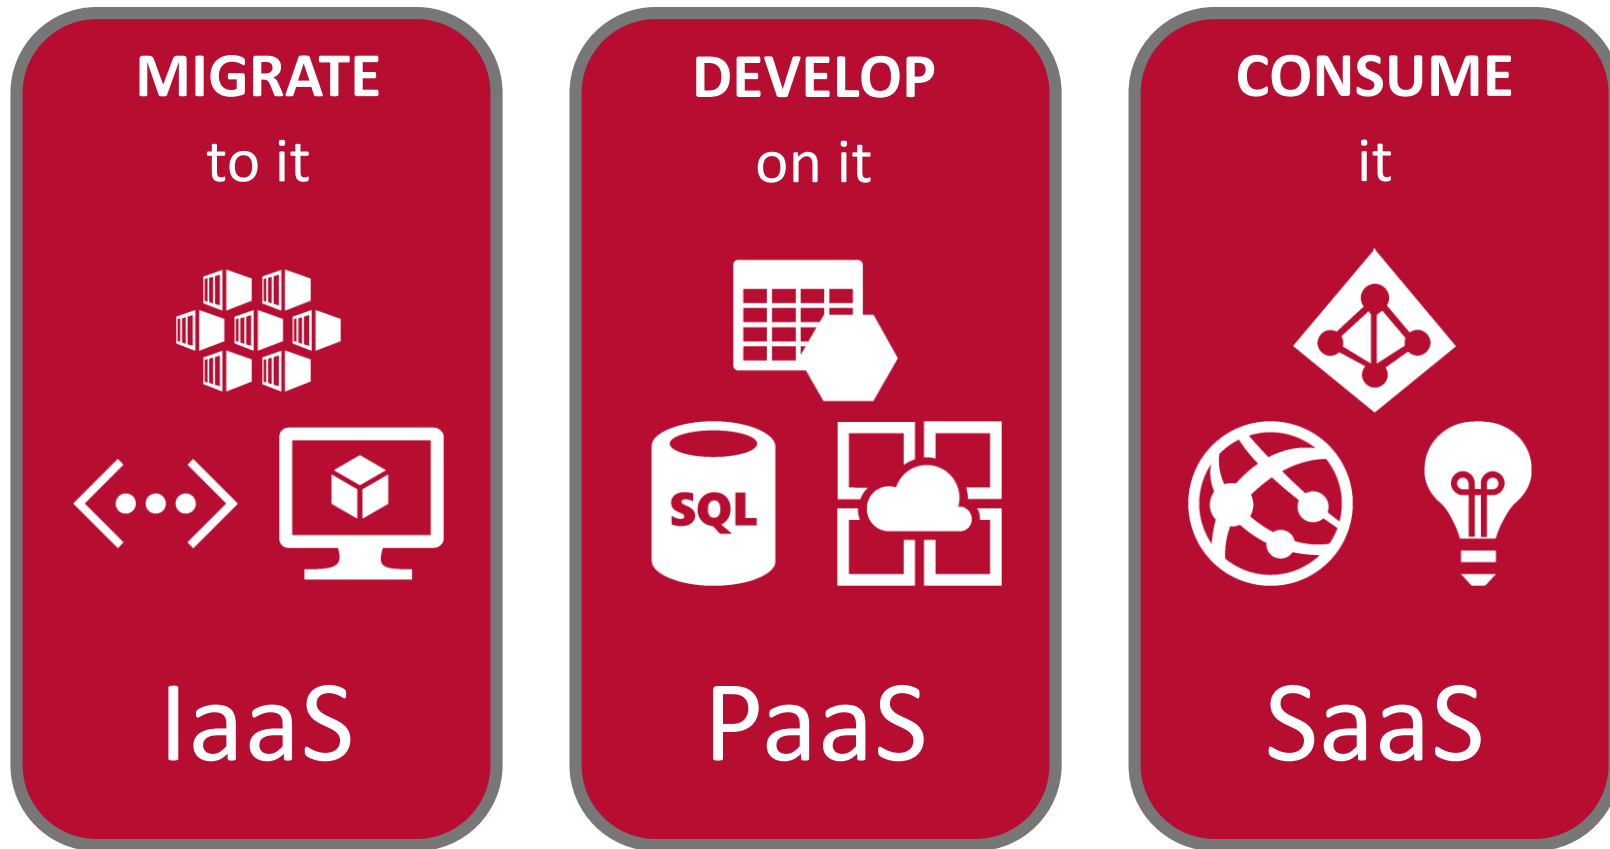 MIGRATE
to it
IaaS
DEVELOP
on it
SQL
PaaS
CONSUME
it
SaaS